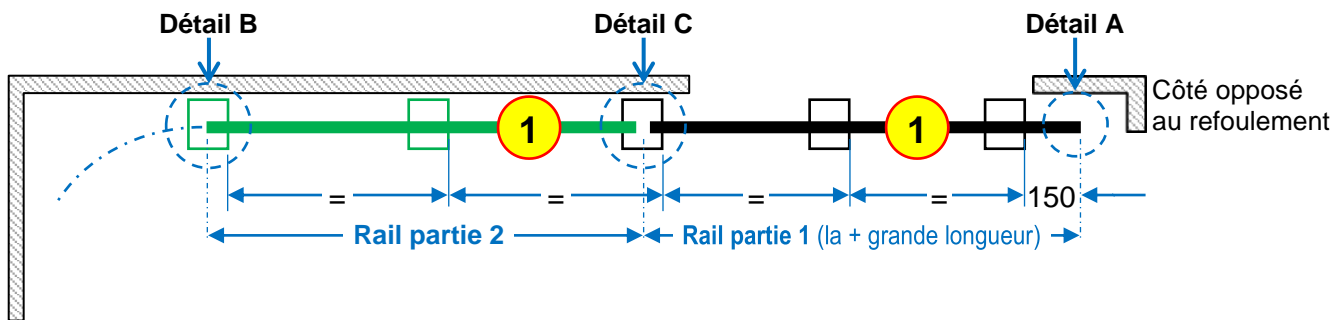 Détail B
Détail C
Détail A
Côté opposé
au refoulement
1
1
=
=
=
=
150
Rail partie 2
Rail partie 1 (la + grande longueur)